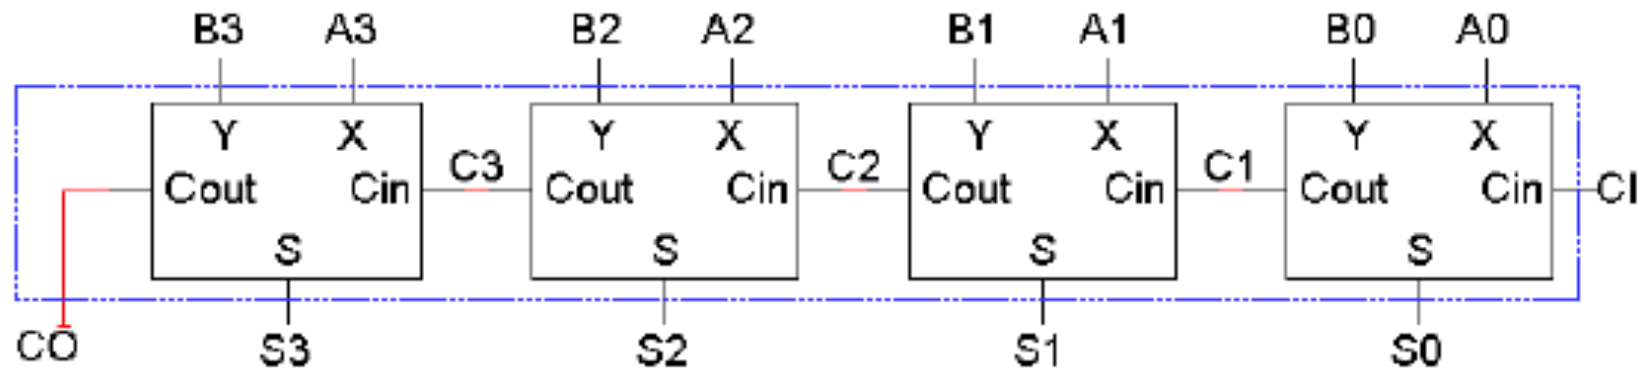 B3 A3 B2 A2 B1 A1 B0 A0
Y X Y X Y X Y X
C3 C2 C1
Cout Cin Cout Cin Cout Cin Cout Cin CI
S S S S
CO S3 S2 S1 S0